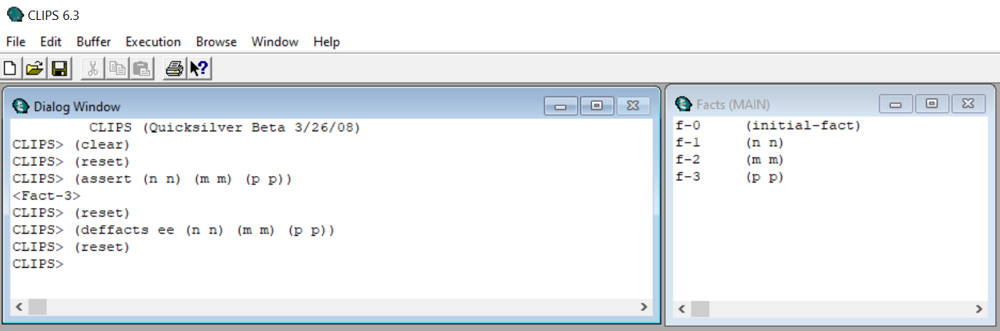 CLIPS 6.3
File Edit Buffer Execution Browse Window Help
Dialog Window
CLIPS (Quicksilver Beta 3/26/08)
CLIPS> (clear)
CLIPS> (reset)
CLIPS> (assert (n n) (m m) (p p))
<Fact-3>
CLIPS> (reset)
CLIPS> (deffacts ee (n n) (m m) (p p))
CLIPS> (reset)
CLIPS>
Facts (MAIN)
f-0 (initial-fact)
f-1 (n n)
f-2 (m m)
f-3 (p p)